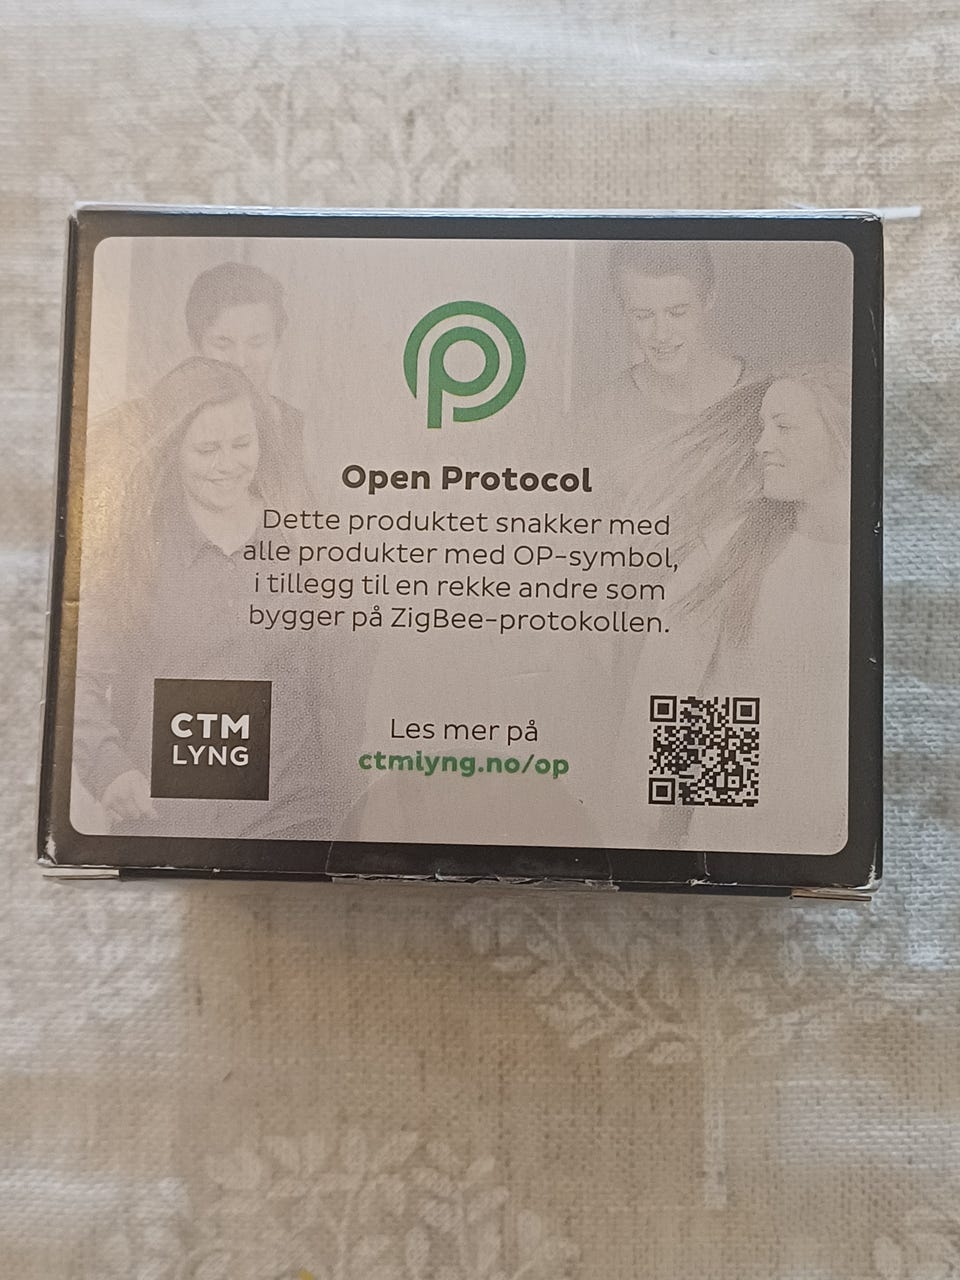 Open Protocol
Dette produktet snakker med
alle produkter med OP-symbol,
i tillegg til en rekke andre som
bygger på ZigBee-protokollen.
CTM
LYNG
Les mer på
ctmlyng.no/op